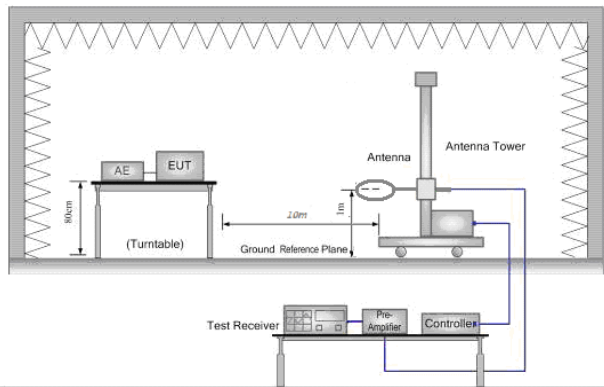 Antenna Tower
Antenna
AE
EUT
80cm
(Turntable)
10m
1m
Ground Reference Plane
Test Receiver
Pre-
Amplifier
Controller